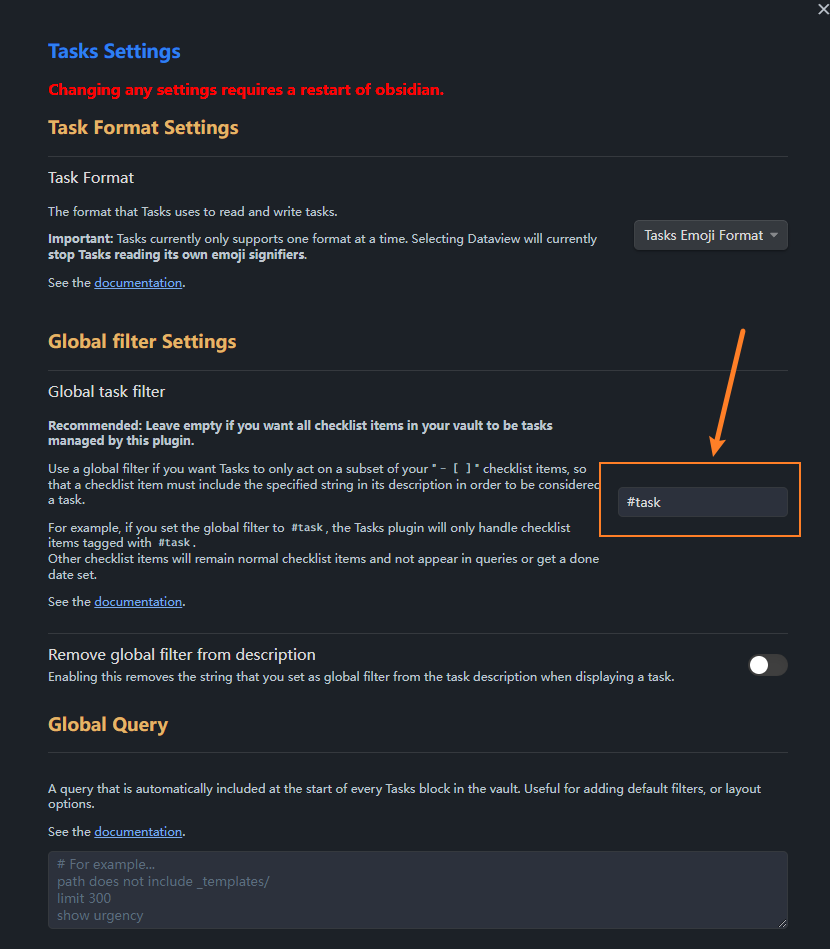 Tasks Settings
Changing any settings requires a restart of obsidian.
Task Format Settings
Task Format
The format that Tasks uses to read and write tasks.
Important: Tasks currently only supports one format at a time. Selecting Dataview will currently
stop Tasks reading its own emoji signifiers.
Tasks Emoji Format
See the documentation.
Global filter Settings
Global task filter
Recommended: Leave empty if you want all checklist items in your vault to be tasks
managed by this plugin.
Use a global filter if you want Tasks to only act on a subset of your "- [ ]" checklist items, so
that a checklist item must include the specified string in its description in order to be considered
a task.
#task
For example, if you set the global filter to #task, the Tasks plugin will only handle checklist
items tagged with #task.
Other checklist items will remain normal checklist items and not appear in queries or get a done
date set.
See the documentation.
Remove global filter from description
Enabling this removes the string that you set as global filter from the task description when displaying a task.
Global Query
A query that is automatically included at the start of every Tasks block in the vault. Useful for adding default filters, or layout
options.
See the documentation.
# For example...
path does not include _templates/
limit 300
show urgency